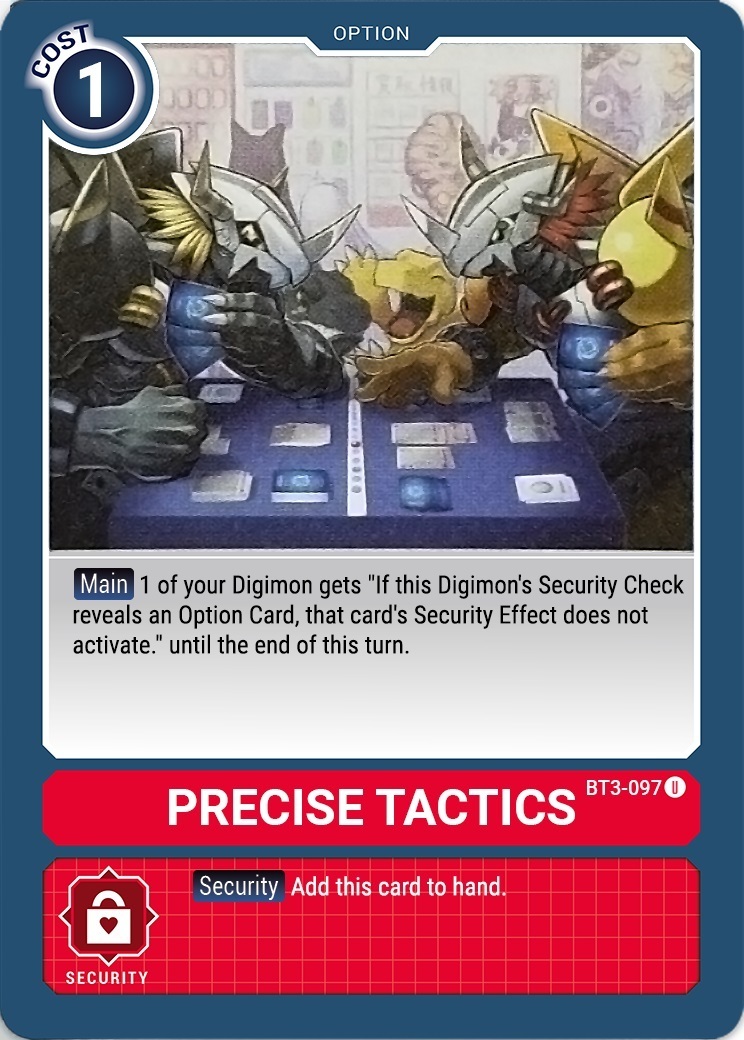 OPTION
COST
1
Main 1 of your Digimon gets "If this Digimon's Security Check
reveals an Option Card, that card's Security Effect does not
activate." until the end of this turn.
BT3-097 U
PRECISE TACTICS
Security Add this card to hand.
SECURITY